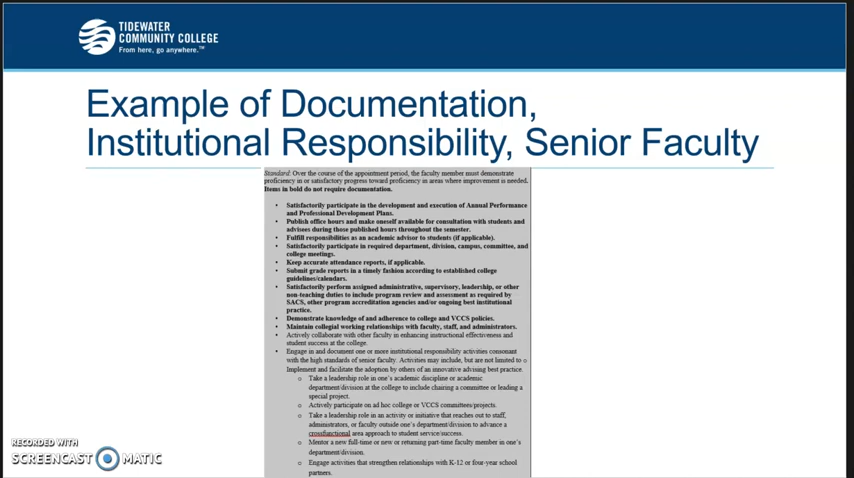 TIDEWATER
COMMUNITY COLLEGE
From here, go anywhere.™
Example of Documentation,
Institutional Responsibility, Senior Faculty
Standard: Over the course of the appointment period, the faculty member must demonstrate
proficiency in or satisfactory progress toward proficiency in areas where improvement is needed.
Items in bold do not require documentation.
• Satisfactorily participate in the development and execution of Annual Performance
and Professional Development Plans.
• Publish office hours and make oneself available for consultation with students and
advisees during those published hours throughout the semester.
• Fulfill responsibilities as an academic advisor to students (if applicable).
• Satisfactorily participate in required department, division, campus, committee, and
college meetings.
• Keep accurate attendance reports, if applicable.
• Submit grade reports in a timely fashion according to established college
guidelines/calendars.
• Satisfactorily perform assigned administrative, supervisory, leadership, or other
non-teaching duties to include program review and assessment as required by
SACS, other program accreditation agencies and/or ongoing best institutional
practice.
• Demonstrate knowledge of and adherence to college and VCCS policies.
• Maintain collegial working relationships with faculty, staff, and administrators.
• Actively collaborate with other faculty in enhancing instructional effectiveness and
student success at the college.
• Engage in and document one or more institutional responsibility activities consonant
with the high standards of senior faculty. Activities may include, but are not limited to o
Implement and facilitate the adoption by others of an innovative advising best practice.
o Take a leadership role in one's academic discipline or academic
department/division at the college to include chairing a committee or leading a
special project.
o Actively participate on ad hoc college or VCCS committees/projects.
o Take a leadership role in an activity or initiative that reaches out to staff,
administrators, or faculty outside one's department/division to advance a
crossfunctional area approach to student service/success.
o Mentor a new full-time or new or returning part-time faculty member in one's
department/division.
o Engage activities that strengthen relationships with K-12 or four-year school
partners.
RECORDED WITH
SCREENCAST MATIC